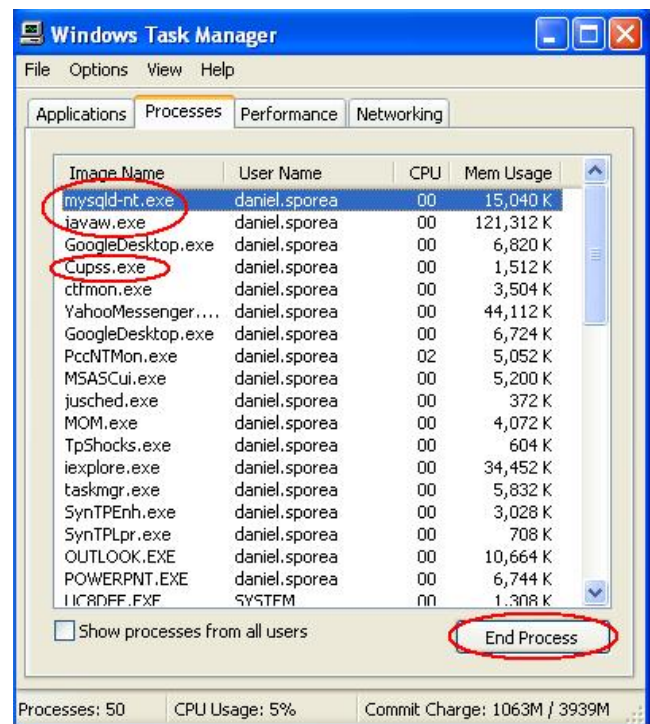 Windows Task Manager
File Options View Help
Applications Processes Performance Networking
Image Name User Name CPU Mem Usage
mysqld-nt.exe daniel.sporea 00 15,040 K
javaw.exe daniel.sporea 00 121,312 K
GoogleDesktop.exe daniel.sporea 00 6,820 K
Cupss.exe daniel.sporea 00 1,512 K
ctfmon.exe daniel.sporea 00 3,504 K
YahooMessenger.... daniel.sporea 00 44,112 K
GoogleDesktop.exe daniel.sporea 00 6,724 K
PccNTMon.exe daniel.sporea 02 5,052 K
MSASCui.exe daniel.sporea 00 5,200 K
jusched.exe daniel.sporea 00 372 K
MOM.exe daniel.sporea 00 4,072 K
TpShocks.exe daniel.sporea 00 604 K
iexplore.exe daniel.sporea 00 34,452 K
taskmgr.exe daniel.sporea 00 5,832 K
SynTPEnh.exe daniel.sporea 00 3,028 K
SynTPLpr.exe daniel.sporea 00 708 K
OUTLOOK.EXE daniel.sporea 00 10,664 K
POWERPNT.EXE daniel.sporea 00 6,744 K
SYSTEM 00 1,308 K
Show processes from all users End Process
Processes: 50 CPU Usage: 5% Commit Charge: 1063M / 3939M